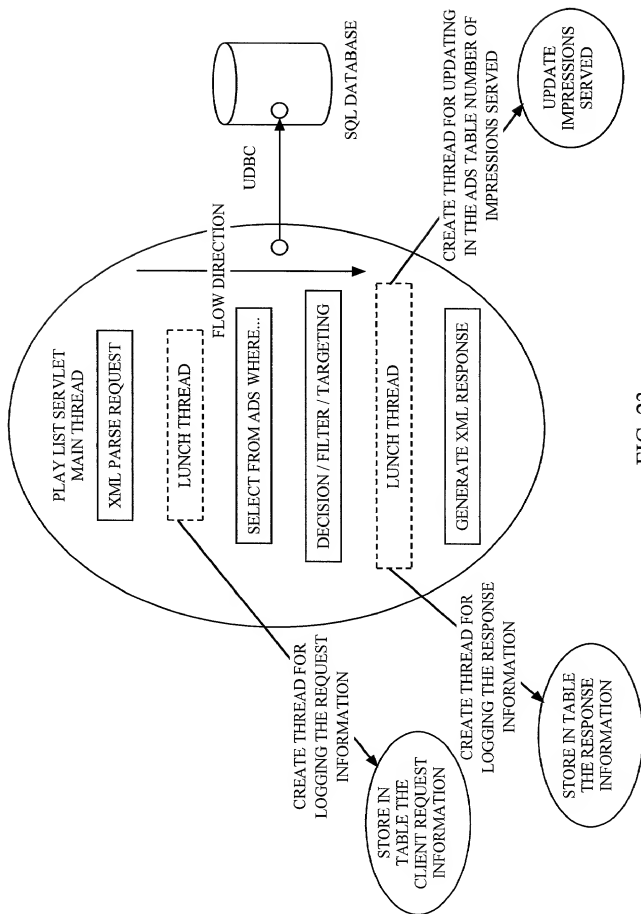 PLAY LIST SERVLET
MAIN THREAD
XML PARSE REQUEST
LUNCH THREAD
FLOW DIRECTION
SELECT FROM ADS WHERE...
DECISION / FILTER / TARGETING
LUNCH THREAD
GENERATE XML RESPONSE
UDBC
SQL DATABASE
CREATE THREAD FOR
LOGGING THE REQUEST
INFORMATION
STORE IN
TABLE THE
CLIENT REQUEST
INFORMATION
CREATE THREAD FOR
LOGGING THE RESPONSE
INFORMATION
STORE IN TABLE
THE RESPONSE
INFORMATION
CREATE THREAD FOR UPDATING
IN THE ADS TABLE NUMBER OF
IMPRESSIONS SERVED
UPDATE
IMPRESSIONS
SERVED